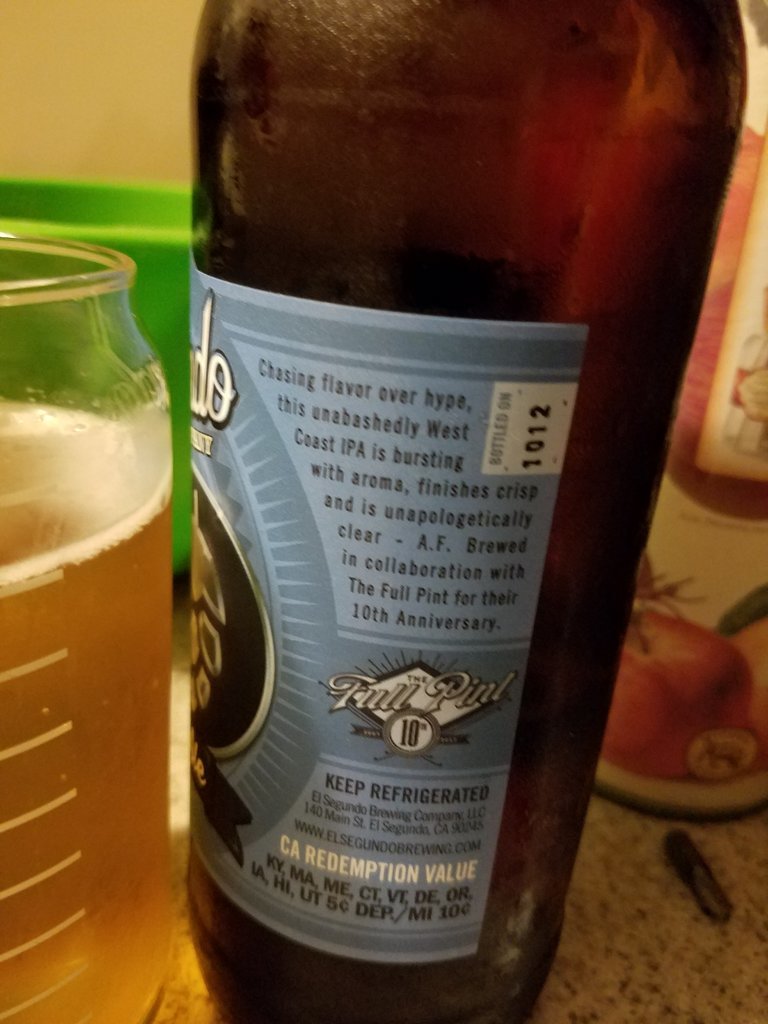 do
Chasing flavor over hype,
this unabashedly West
Coast IPA is bursting
with aroma, finishes crisp
and is unapologetically
clear - A.F. Brewed
in collaboration with
The Full Pint for their
10th Anniversary.
BOTTLED ON
1012
THE
Full Pint
10TH
KEEP REFRIGERATED
El Segundo Brewing Company, LLC
140 Main St. El Segundo, CA 90245
WWW.ELSEGUNDOBREWING.COM
CA REDEMPTION VALUE
KY, MA, ME, CT, VT, DE, OR,
IA, HI, UT 5¢ DEP./MI 10¢